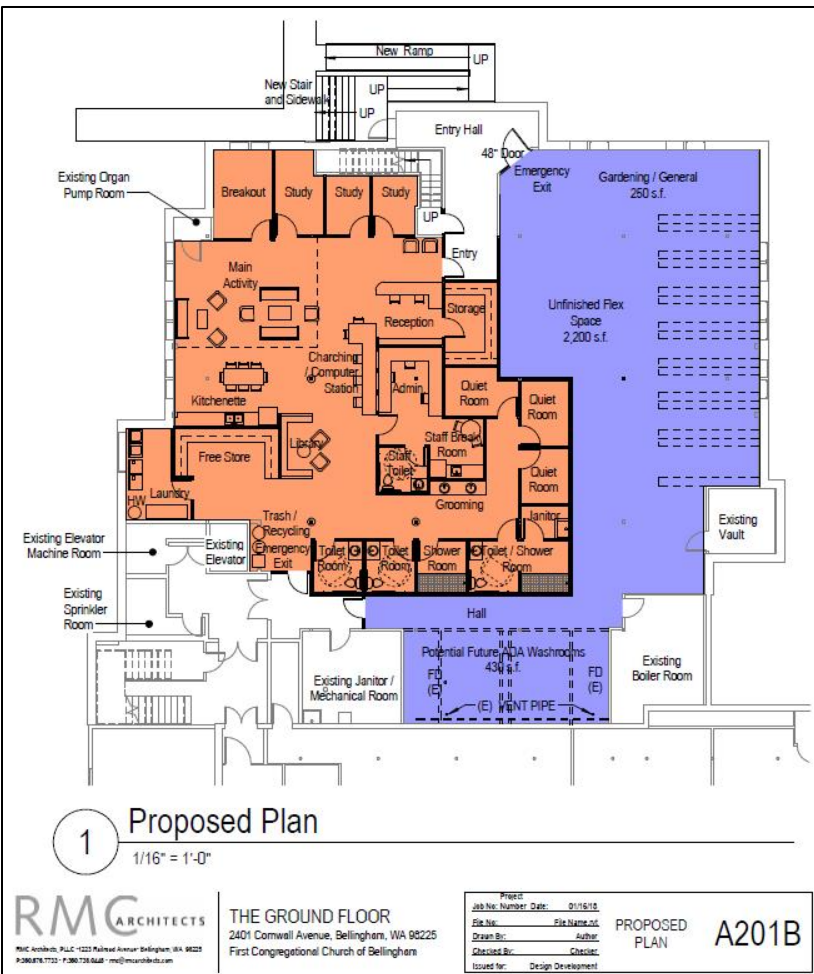 New Ramp
UP
New Stair
and Sidewalk
UP
UP
Entry Hall
48" Door
Emergency
Exit
Gardening / General
250 s.f.
Existing Organ
Pump Room
Breakout
Study
Study
Study
UP
Entry
Main
Activity
Storage
Unfinished Flex
Space
2,200 s.f.
Reception
Charching
/ Computer
Station
Admin
Quiet
Room
Quiet
Room
Kitchenette
Library
Staff Break
Room
Free Store
Staff
Toilet
Quiet
Room
Laundry
HW
Grooming
Janitor
Trash /
Recycling
Emergency
Exit
Existing
Vault
Existing Elevator
Machine Room
Existing
Elevator
Toilet
Room
Toilet
Room
Shower
Room
Toilet / Shower
Room
Existing
Sprinkler
Room
Hall
Potential Future ADA Washrooms
430 s.f.
FD
(E)
FD
(E)
(E) VENT PIPE
Existing Janitor /
Mechanical Room
Existing
Boiler Room
1
Proposed Plan
1/16" = 1'-0"
RMC ARCHITECTS
RMC Architects, PLLC
THE GROUND FLOOR
2401 Cornwall Avenue, Bellingham, WA 98225
First Congregational Church of Bellingham
Project
Job No: Number Date: 01/16/18
File No: File Name.rvt
Drawn By: Author
Checked By: Checker
Issued for: Design Development
PROPOSED
PLAN
A201B